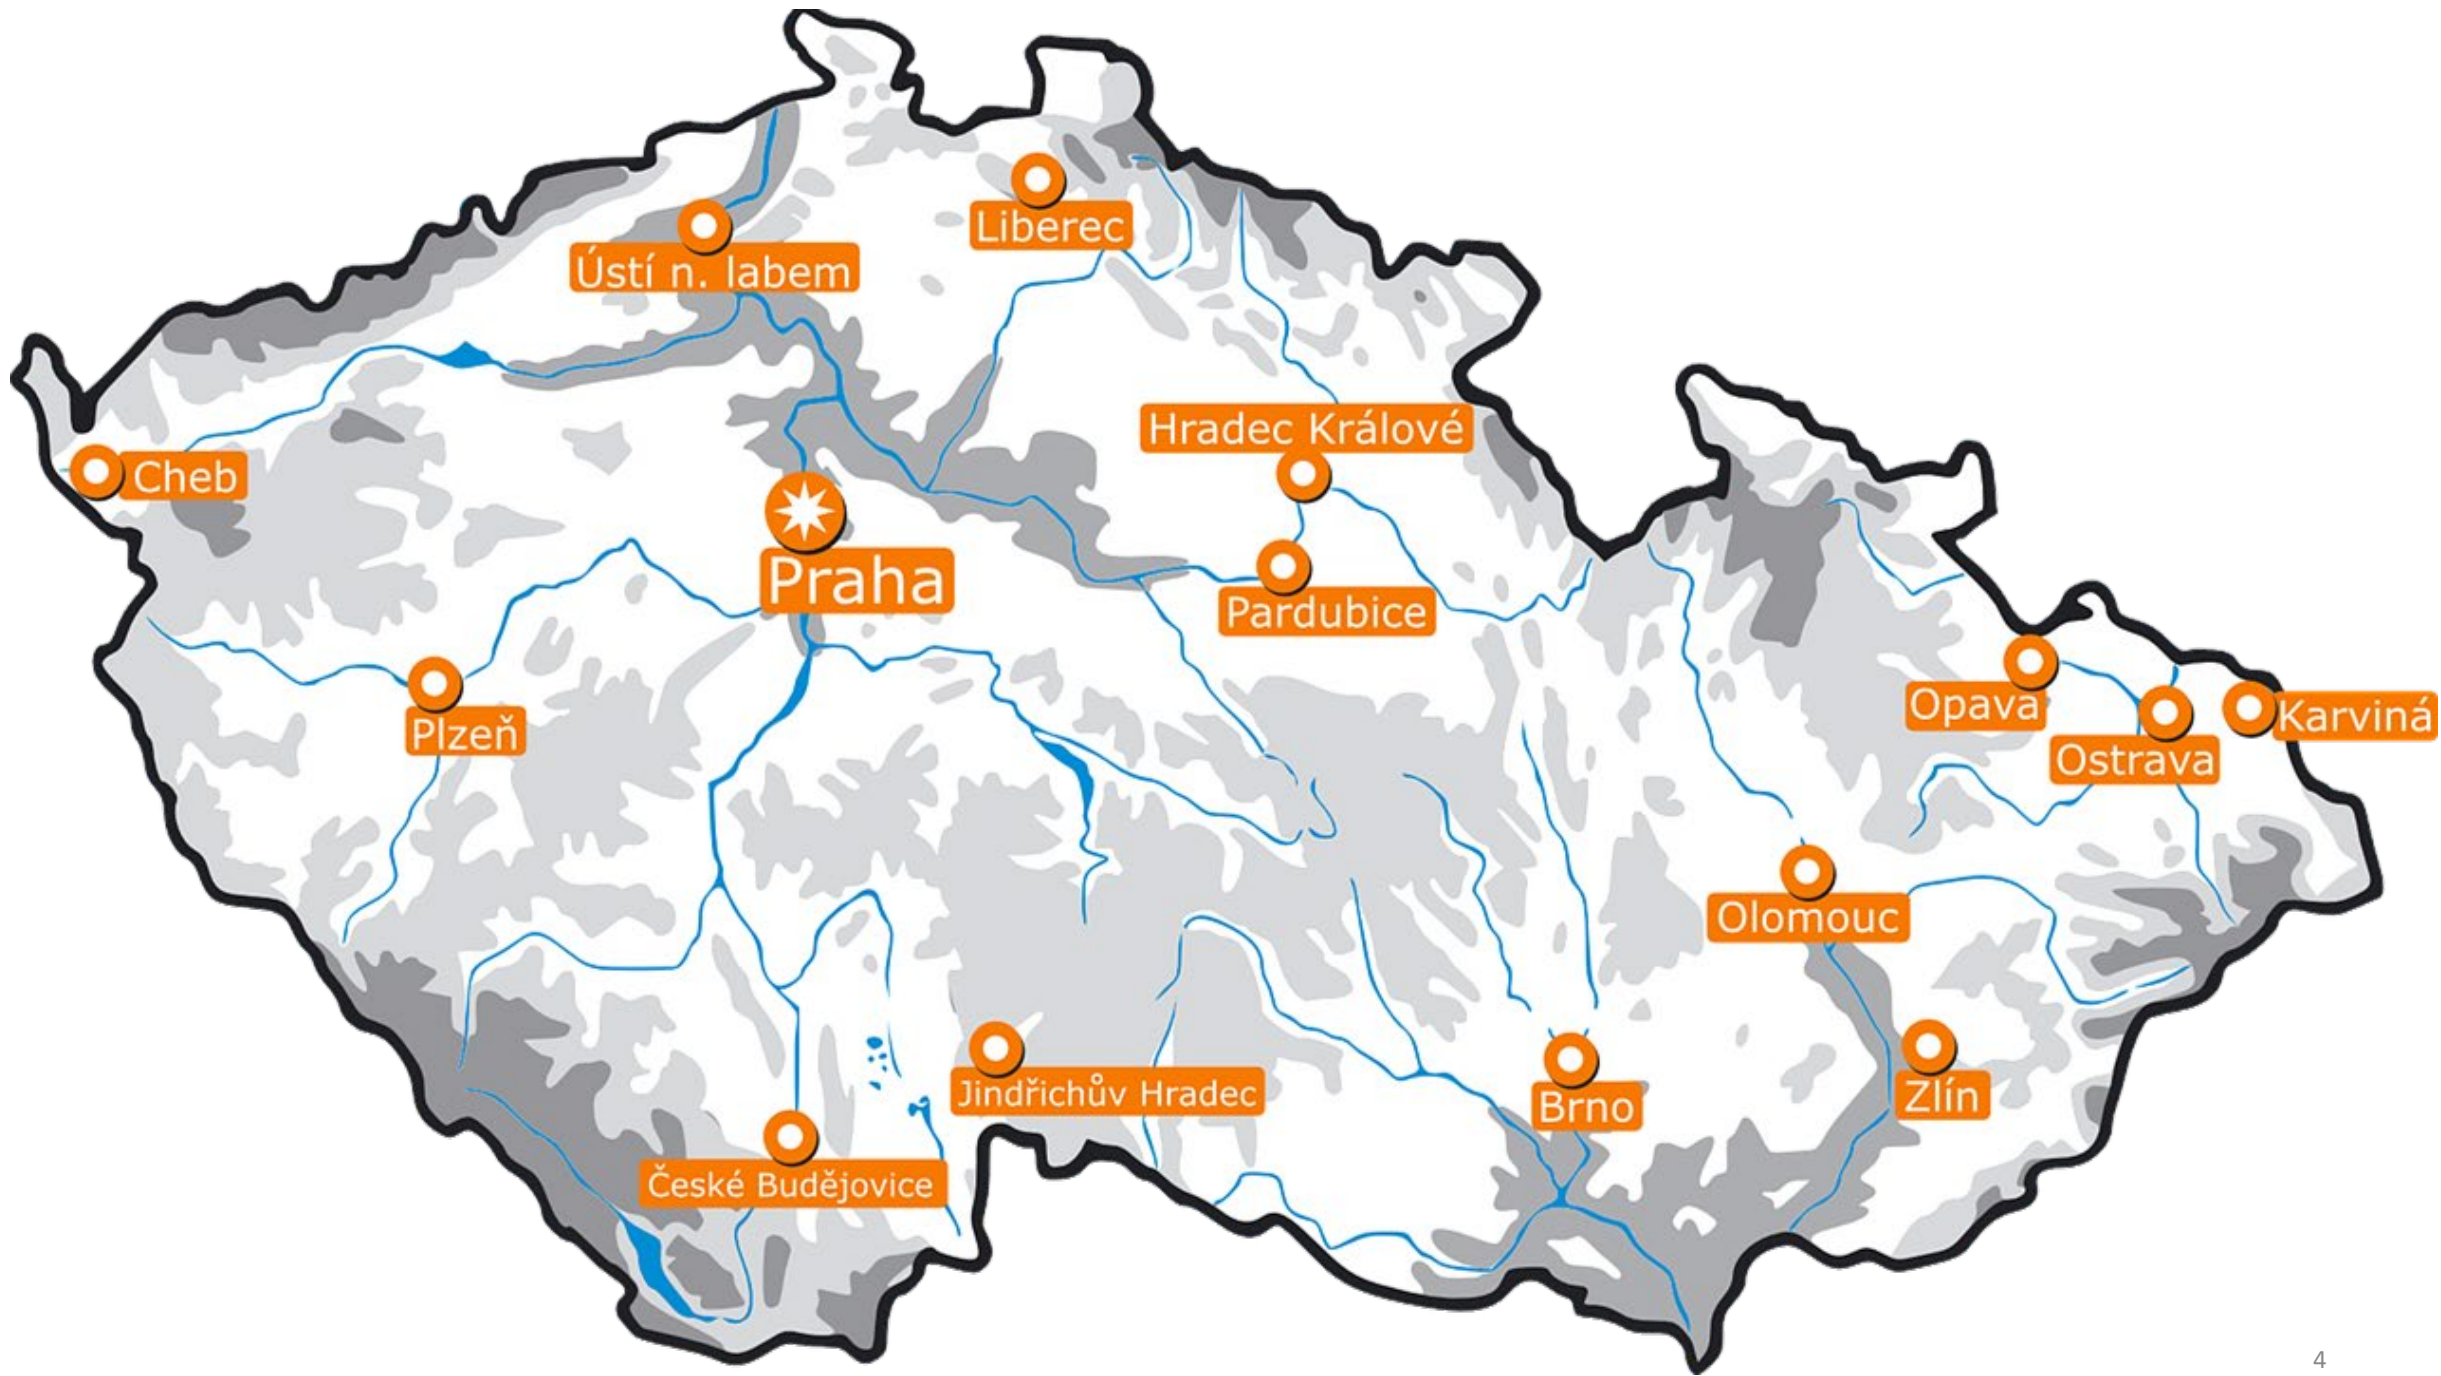 Liberec
Ústí n. labem
Hradec Králové
Cheb
Praha
Pardubice
Plzeň
Opava
Karviná
Ostrava
Olomouc
Jindřichův Hradec
Brno
Zlín
České Budějovice
4